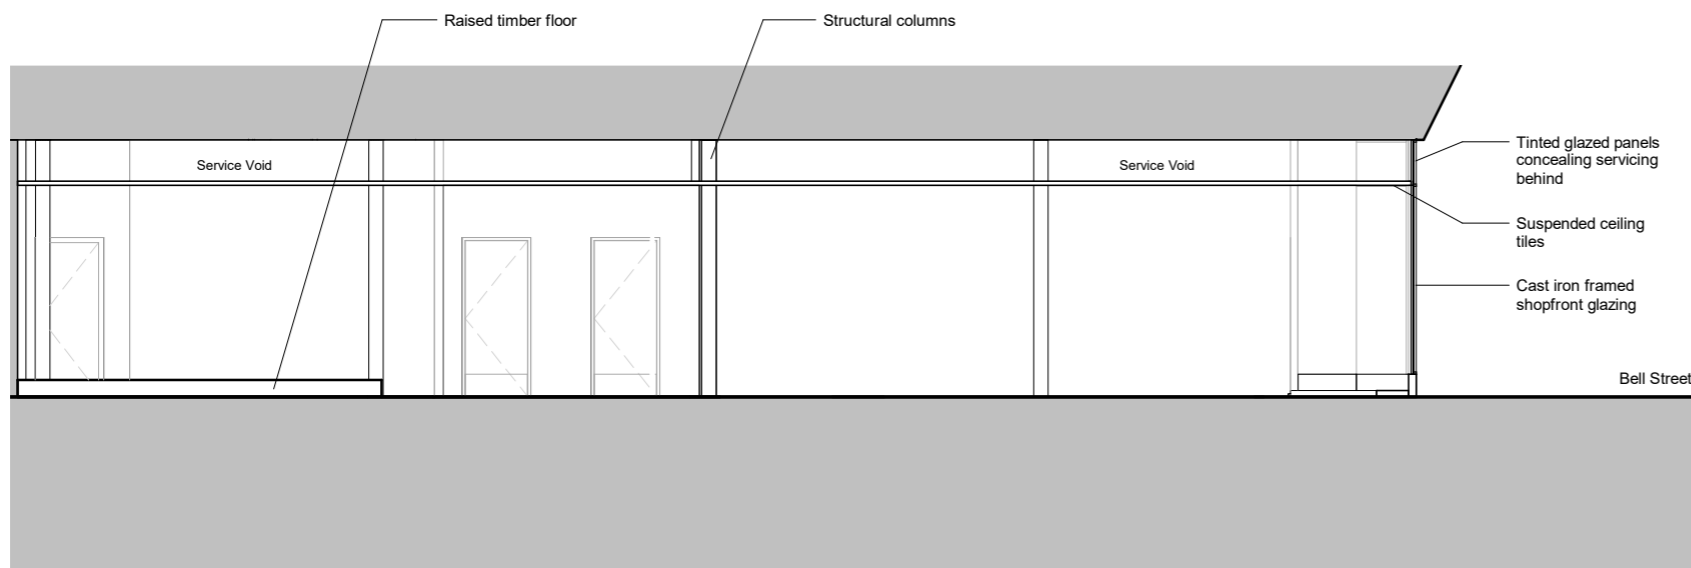 Raised timber floor
Structural columns
Service Void
Service Void
Tinted glazed panels
concealing servicing
behind
Suspended ceiling
tiles
Cast iron framed
shopfront glazing
Bell Street